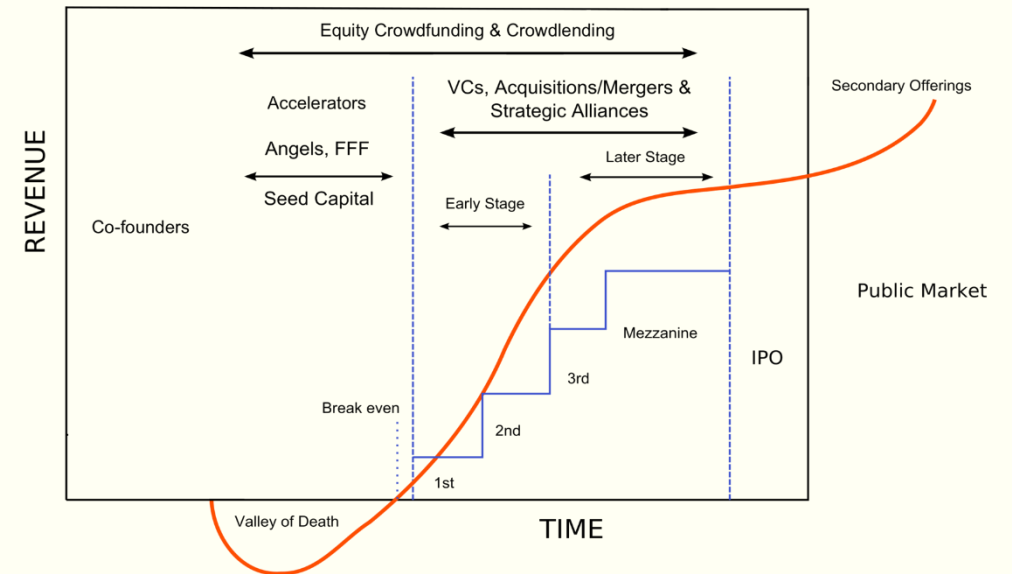 Equity Crowdfunding & Crowdlending
VCs, Acquisitions/Mergers &
Strategic Alliances
Secondary Offerings
Accelerators
Angels, FFF
Later Stage
Seed Capital
Early Stage
REVENUE
Co-founders
Public Market
Mezzanine
IPO
3rd
Break even
2nd
1st
Valley of Death
TIME